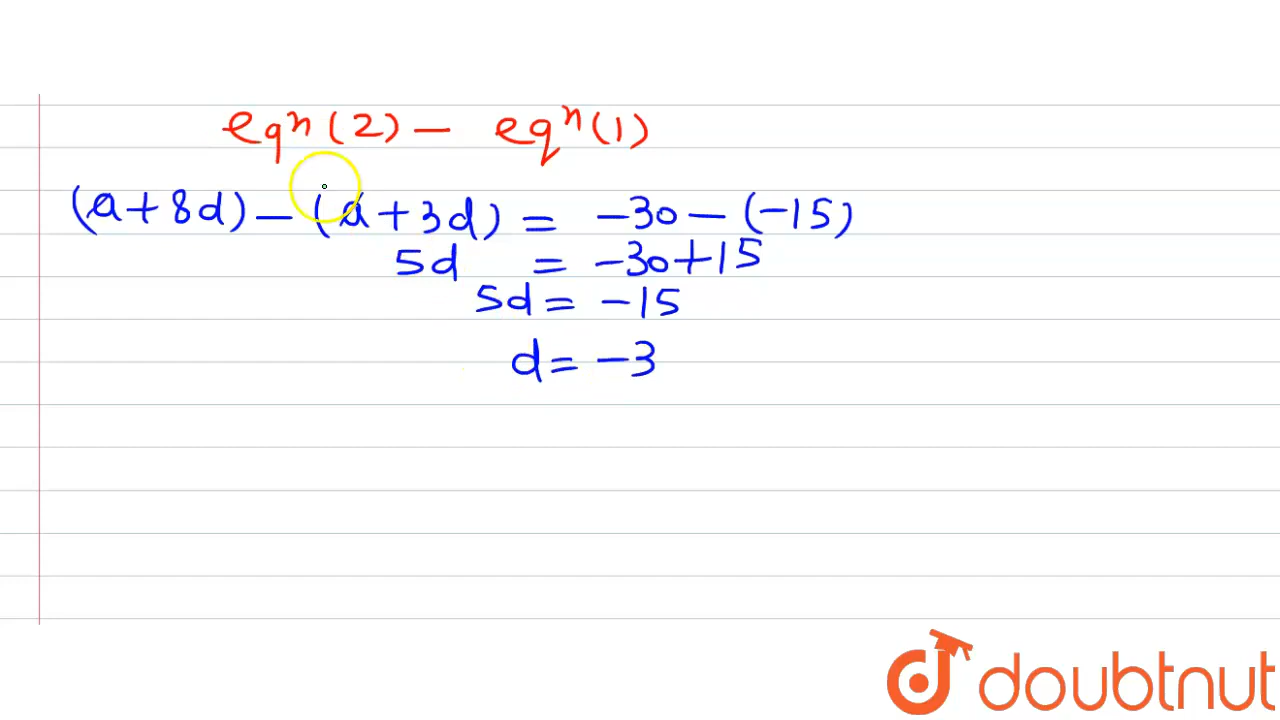 eqⁿ(2) - eqⁿ(1)
(a+8d) - (a+3d) = -30 - (-15)
5d = -30+15
5d = -15
d = -3
doubtnut